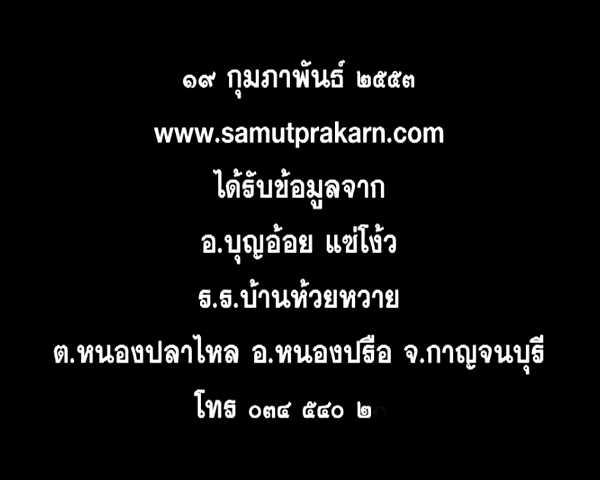 ๑๙ กุมภาพันธ์ ๒๕๕๓
www.samutprakarn.com
ได้รับข้อมูลจาก
อ.บุญอ้อย แซ่โง้ว
ร.ร.บ้านห้วยหวาย
ต.หนองปลาไหล อ.หนองปรือ จ.กาญจนบุรี
โทร ๐๓๔ ๕๔๐ ๒